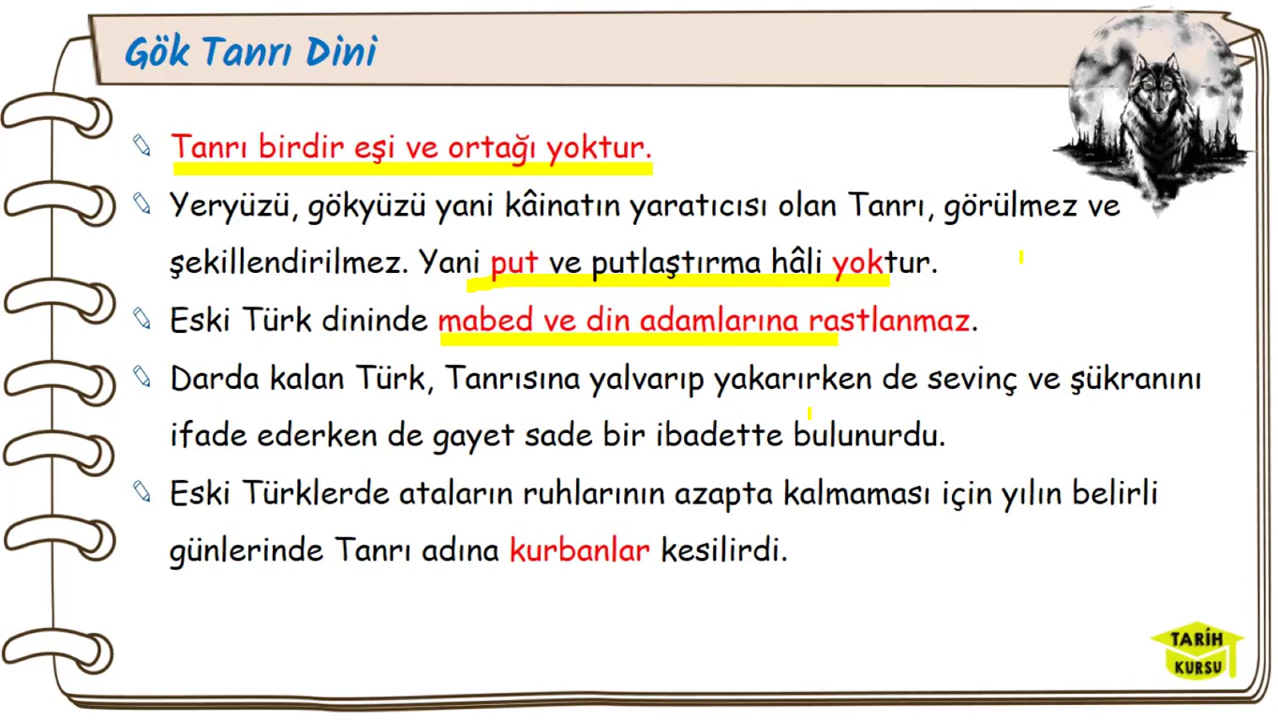 Gök Tanrı Dini
Tanrı birdir eşi ve ortağı yoktur.
Yeryüzü, gökyüzü yani kâinatın yaratıcısı olan Tanrı, görülmez ve
şekillendirilmez. Yani put ve putlaştırma hâli yoktur.
Eski Türk dininde mabed ve din adamlarına rastlanmaz.
Darda kalan Türk, Tanrısına yalvarıp yakarırken de sevinç ve şükranını
ifade ederken de gayet sade bir ibadette bulunurdu.
Eski Türklerde ataların ruhlarının azapta kalmaması için yılın belirli
günlerinde Tanrı adına kurbanlar kesilirdi.
TARİH
KURSU